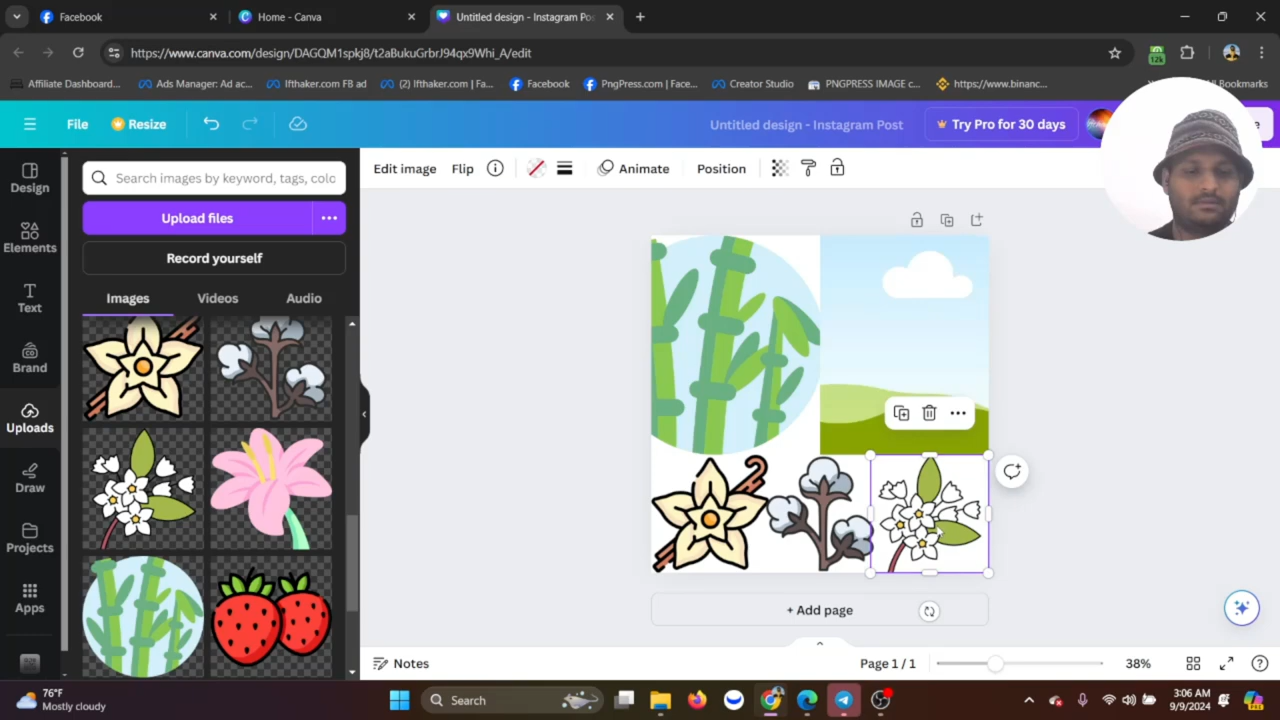 Facebook
Home - Canva
Untitled design - Instagram Po
https://www.canva.com/design/DAGQM1spkj8/t2aBukuGrbrJ94qx9Whi_A/edit
12k
Affiliate Dashboard...
Ads Manager: Ad ac...
Ifthaker.com FB ad
(2) Ifthaker.com | Fa...
Facebook
PngPress.com | Face...
Creator Studio
PNGPRESS IMAGE c...
https://www.binanc...
Bookmarks
File
Resize
Untitled design - Instagram Post
Try Pro for 30 days
Design
Elements
Text
Brand
Uploads
Draw
Projects
Apps
Search images by keyword, tags, colo
Upload files
Record yourself
Images
Videos
Audio
Edit image
Flip
Animate
Position
+ Add page
Notes
Page 1 / 1
38%
76°F
Mostly cloudy
Search
3:06 AM
9/9/2024